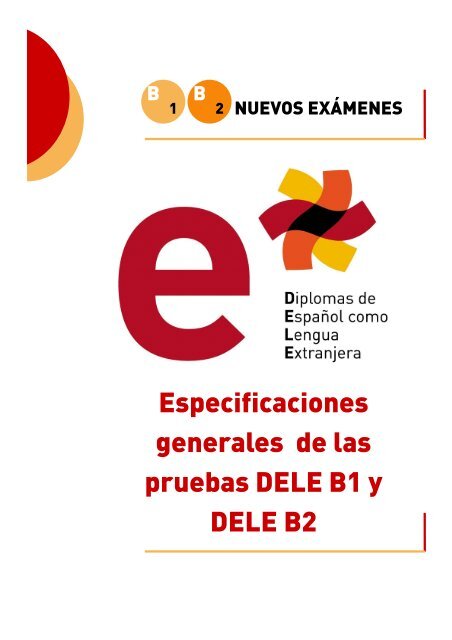 B 1 B 2 NUEVOS EXÁMENES
e
Diplomas de
Español como
Lengua
Extranjera
Especificaciones
generales de las
pruebas DELE B1 y
DELE B2